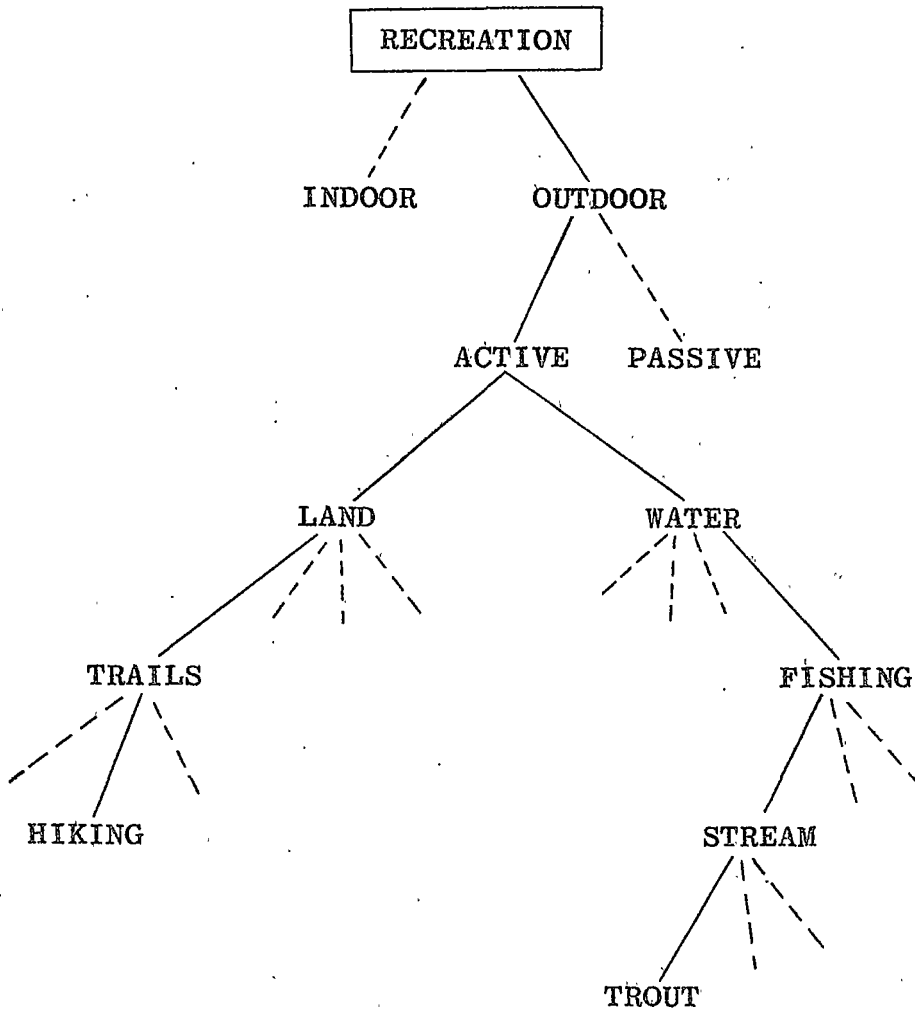 RECREATION
INDOOR OUTDOOR
ACTIVE PASSIVE
LAND WATER
TRAILS FISHING
HIKING STREAM
TROUT